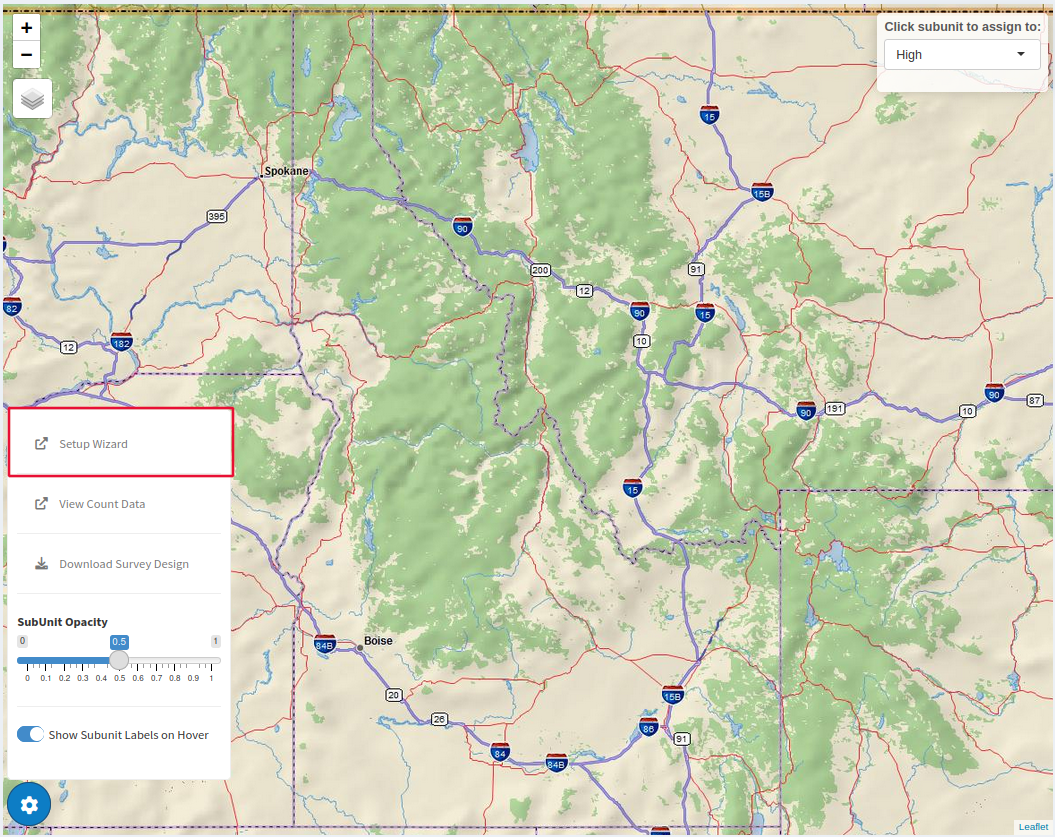 +
−
Click subunit to assign to:
High
15
15B
Spokane
395
90
200
91
12
82
90
15
10
182
12
90
87
90
191
10
Setup Wizard
15
View Count Data
Download Survey Design
SubUnit Opacity
0
0.5
1
0 0.1 0.2 0.3 0.4 0.5 0.6 0.7 0.8 0.9 1
84B
Boise
20
15B
26
86
91
Show Subunit Labels on Hover
84
84B
Leaflet